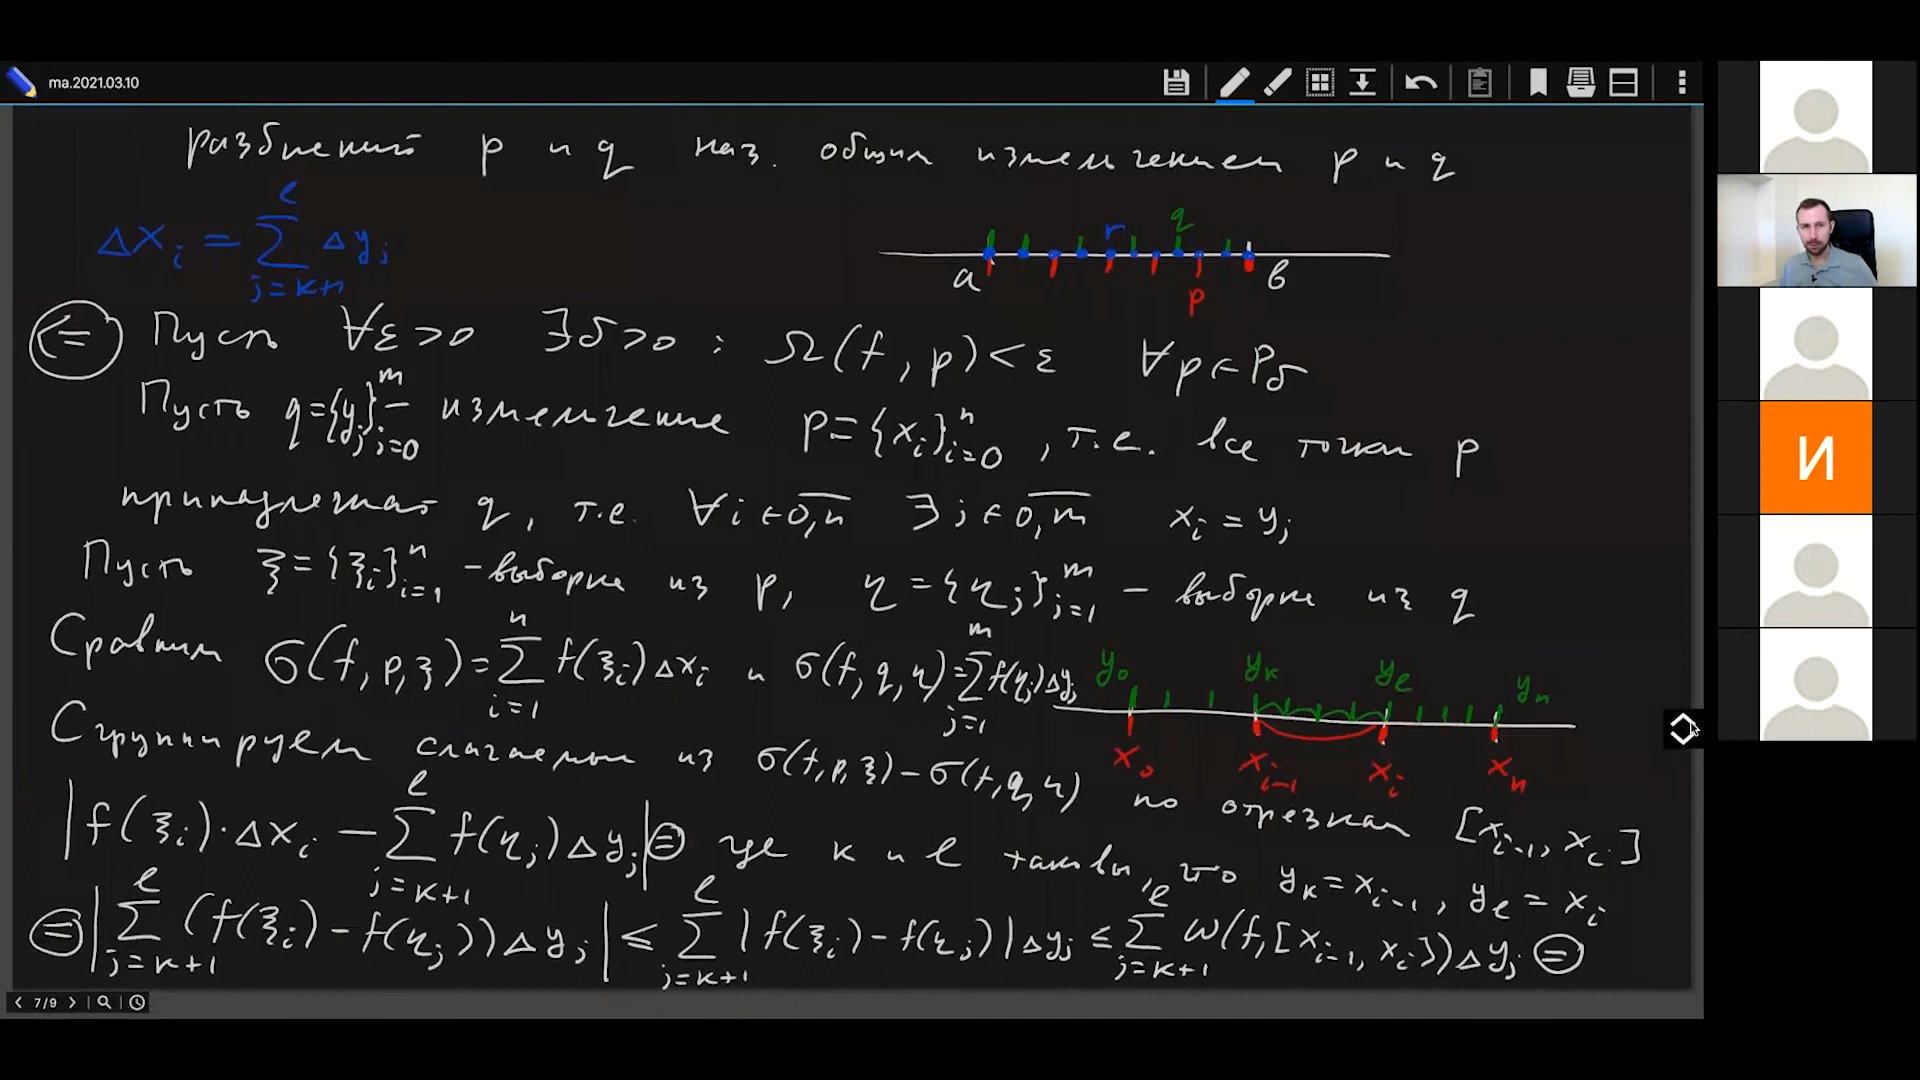 ma.2021.03.10
разбиений p и q наз. общим измельчением p и q
Δx_i = Σ_{j=k+1}^{l} Δy_j
q
r
a
b
p
(⇐) Пусть ∀ε>0 ∃δ>0 : Ω(f, p) < ε ∀p ∈ P_δ
Пусть q={y_j}_{j=0}^{m} – измельчение p={x_i}_{i=0}^{n}, т.е. все точки p
принадлежат q, т.е. ∀i ∈ \overline{0,n} ∃j ∈ \overline{0,m} x_i = y_j
Пусть ξ={ξ_i}_{i=1}^{n} – выборка из p, η={η_j}_{j=1}^{m} – выборка из q
Сравним σ(f,p,ξ)=Σ_{i=1}^{n} f(ξ_i)Δx_i и σ(f,q,η)=Σ_{j=1}^{m} f(η_j)Δy_j
y_0 y_k y_l y_n
x_0 x_{i-1} x_i x_n
Сгруппируем слагаемые из σ(f,p,ξ)–σ(f,q,η) по отрезкам [x_{i-1}, x_i]
|f(ξ_i)·Δx_i – Σ_{j=k+1}^{l} f(η_j)Δy_j| (=) где k и l таковы, что y_k = x_{i-1}, y_l = x_i
(=) |Σ_{j=k+1}^{l} (f(ξ_i) – f(η_j))Δy_j| ≤ Σ_{j=k+1}^{l} |f(ξ_i) – f(η_j)|Δy_j ≤ Σ_{j=k+1}^{l} ω(f,[x_{i-1}, x_i])Δy_j (=)
7/9
И